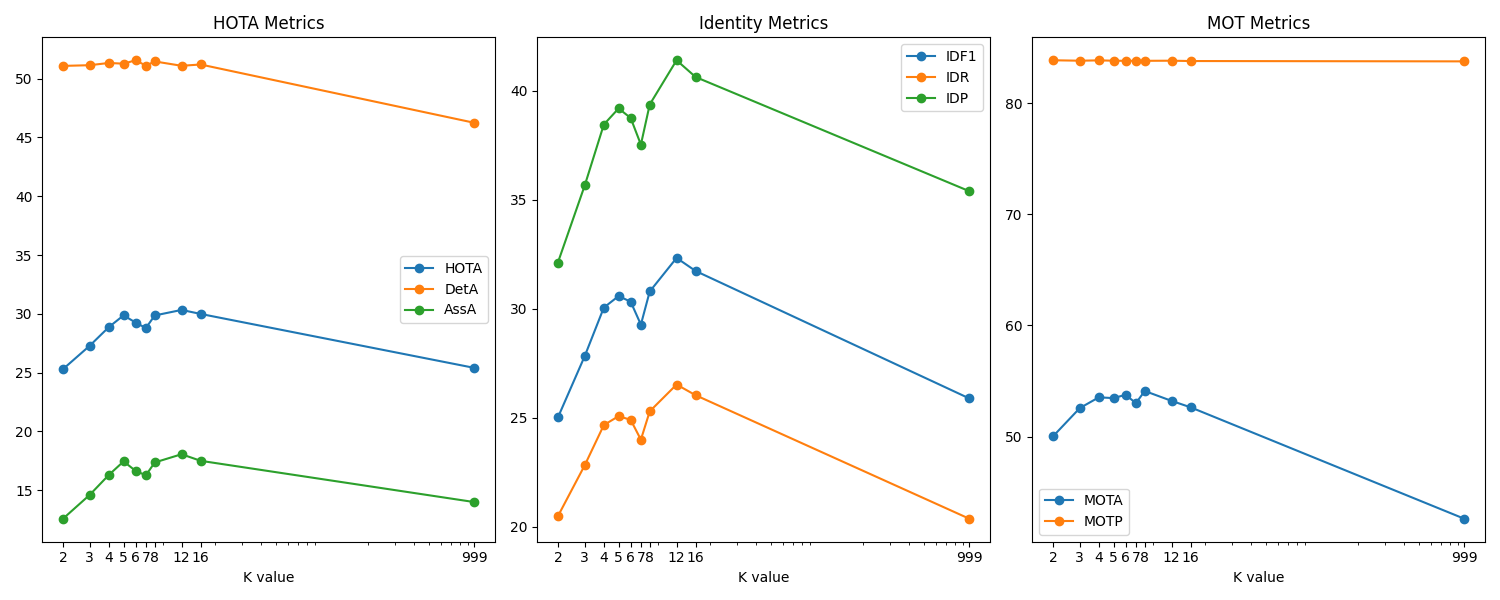 HOTA Metrics
50
45
40
35
30
25
20
15
HOTA
DetA
AssA
2 3 4 5 6 7 8 12 16 999
K value
Identity Metrics
40
35
30
25
20
IDF1
IDR
IDP
2 3 4 5 6 7 8 12 16 999
K value
MOT Metrics
80
70
60
50
MOTA
MOTP
2 3 4 5 6 7 8 12 16 999
K value